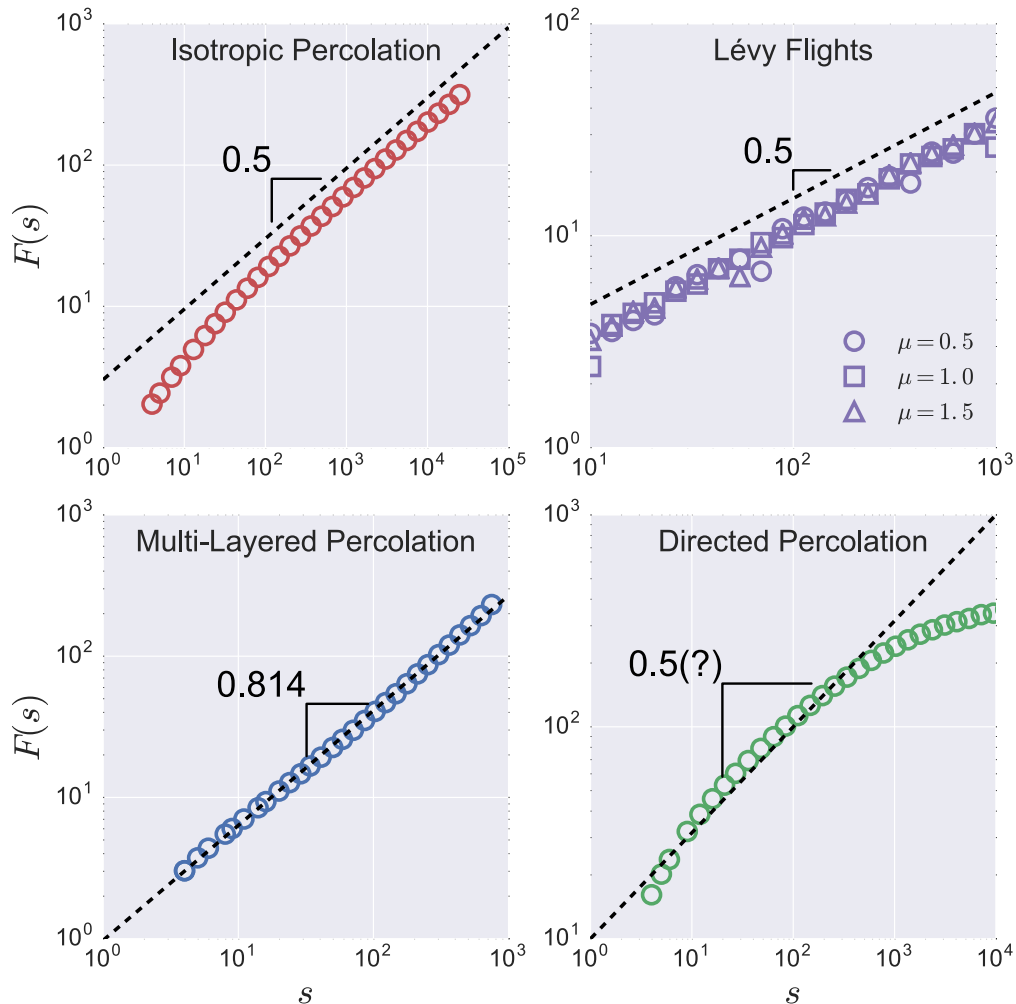 Isotropic Percolation
F(s)
10^3
10^2
10^1
10^0
0.5
10^0 10^1 10^2 10^3 10^4 10^5
Lévy Flights
10^2
10^1
10^0
0.5
μ = 0.5
μ = 1.0
μ = 1.5
10^1 10^2 10^3
Multi-Layered Percolation
F(s)
10^3
10^2
10^1
10^0
0.814
10^0 10^1 10^2 10^3
s
Directed Percolation
10^3
10^2
10^1
0.5(?)
10^0 10^1 10^2 10^3 10^4
s